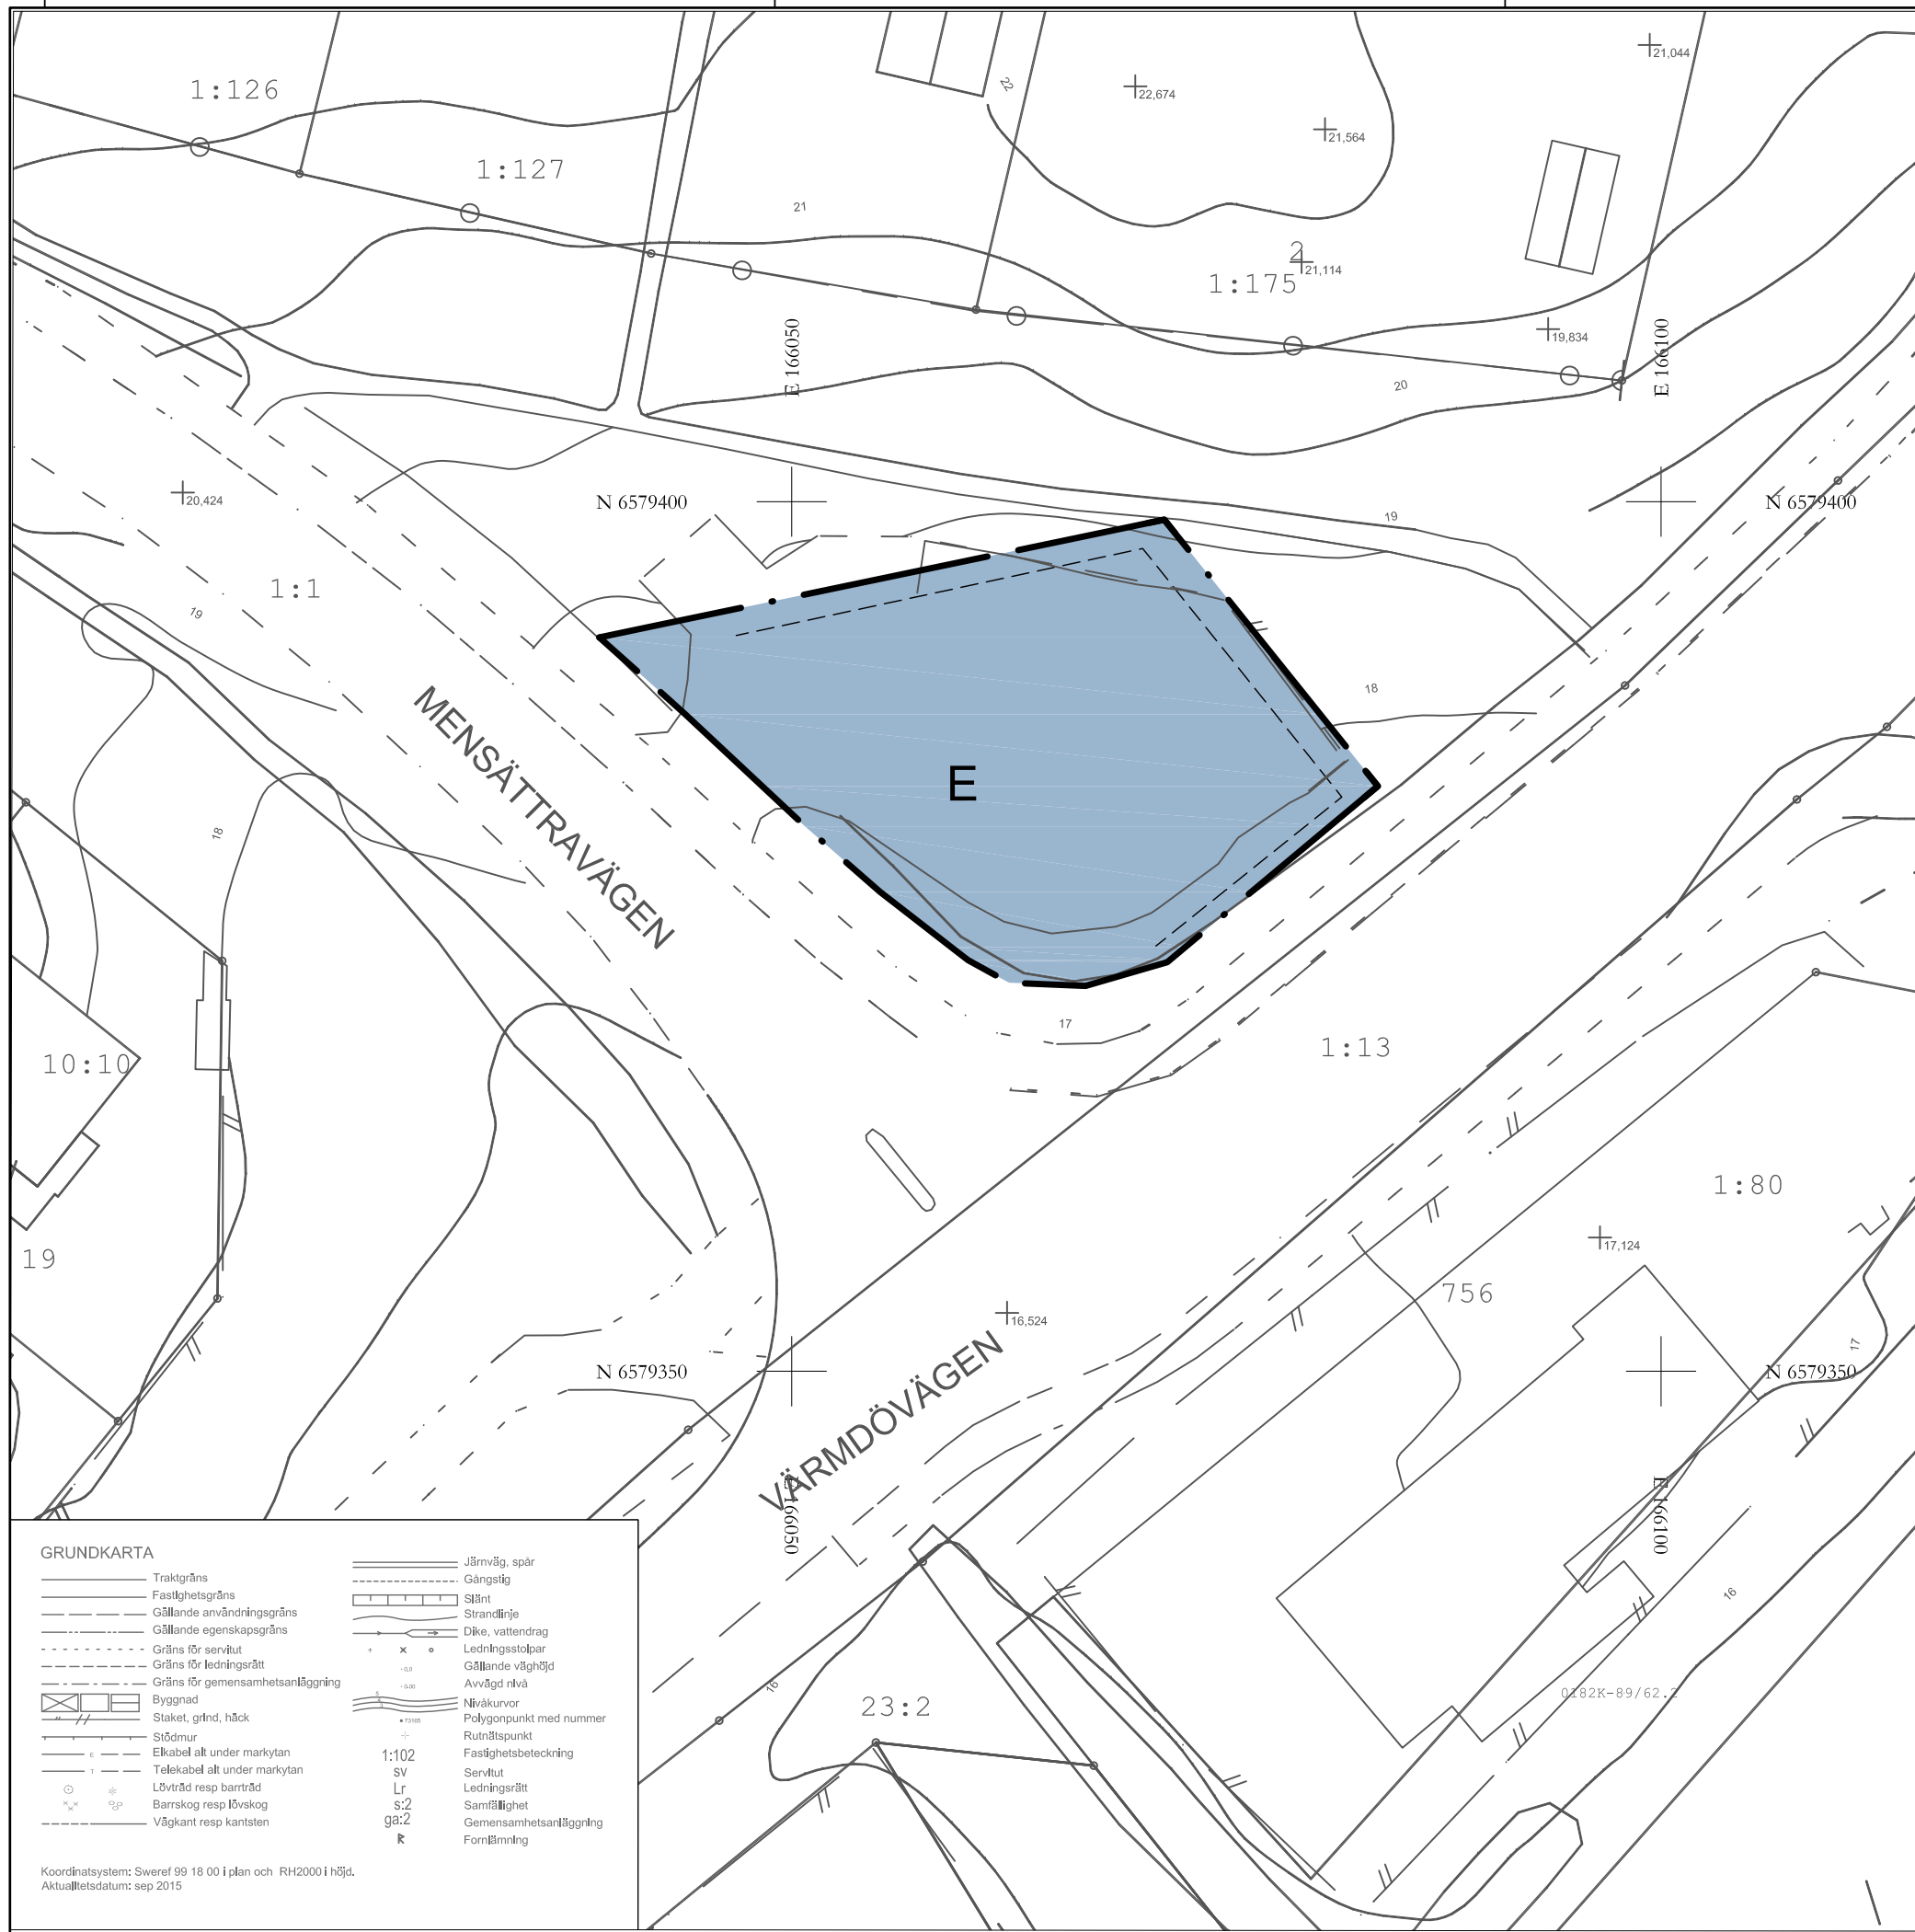 21,044
1:126
22,674
22
21,564
1:127
21
2
21,114
1:175
19,834
E 166050
E 166100
20
20,424
N 6579400
N 6579400
19
1:1
19
18
MENSÄTTRAVÄGEN
E
18
17
1:13
10:10
1:80
17,124
19
756
16,524
17
N 6579350
N 6579350
VÄRMDÖVÄGEN
E 166050
E 166100
16
16
23:2
0182K-89/62.2
GRUNDKARTA
Traktgräns
Fastighetsgräns
Gällande användningsgräns
Gällande egenskapsgräns
Gräns för servitut
Gräns för ledningsrätt
Gräns för gemensamhetsanläggning
Byggnad
Staket, grind, häck
Stödmur
E Elkabel alt under markytan
T Telekabel alt under markytan
Lövträd resp barrträd
Barrskog resp lövskog
Vägkant resp kantsten
Järnväg, spår
Gångstig
Slänt
Strandlinje
Dike, vattendrag
Ledningsstolpar
Gällande väghöjd
Avvägd nivå
Nivåkurvor
Polygonpunkt med nummer
Rutnätspunkt
1:102 Fastighetsbeteckning
sv Servitut
Lr Ledningsrätt
s:2 Samfällighet
ga:2 Gemensamhetsanläggning
R Fornlämning
Koordinatsystem: Sweref 99 18 00 i plan och RH2000 i höjd.
Aktualitetsdatum: sep 2015